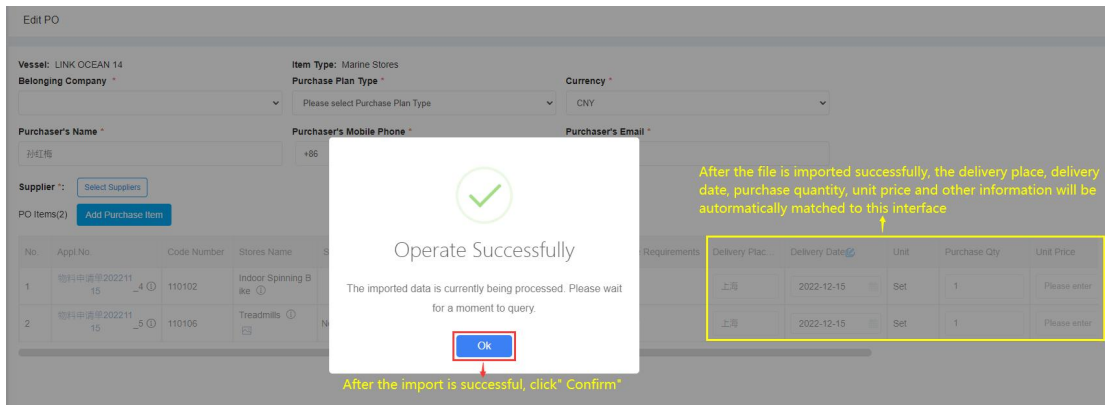 Edit PO
Vessel: LINK OCEAN 14
Item Type: Marine Stores
Belonging Company *
Purchase Plan Type *
Currency *
Please select Purchase Plan Type
CNY
Purchaser's Name *
Purchaser's Mobile Phone *
Purchaser's Email *
孙红梅
+86
After the file is imported successfully, the delivery place, delivery
date, purchase quantity, unit price and other information will be
automatically matched to this interface
Supplier *:
Select Suppliers
PO Items(2)
Add Purchase Item
Operate Successfully
The imported data is currently being processed. Please wait
for a moment to query.
Ok
After the import is successful, click" Confirm"
No.
Appl.No.
Code Number
Stores Name
S
Requirements
Delivery Plac...
Delivery Date
Unit
Purchase Qty
Unit Price
1
物料申请单202211
15 _4
110102
Indoor Spinning B
ike
上海
2022-12-15
Set
1
Please enter
2
物料申请单202211
15 _5
110106
Treadmills
上海
2022-12-15
Set
1
Please enter